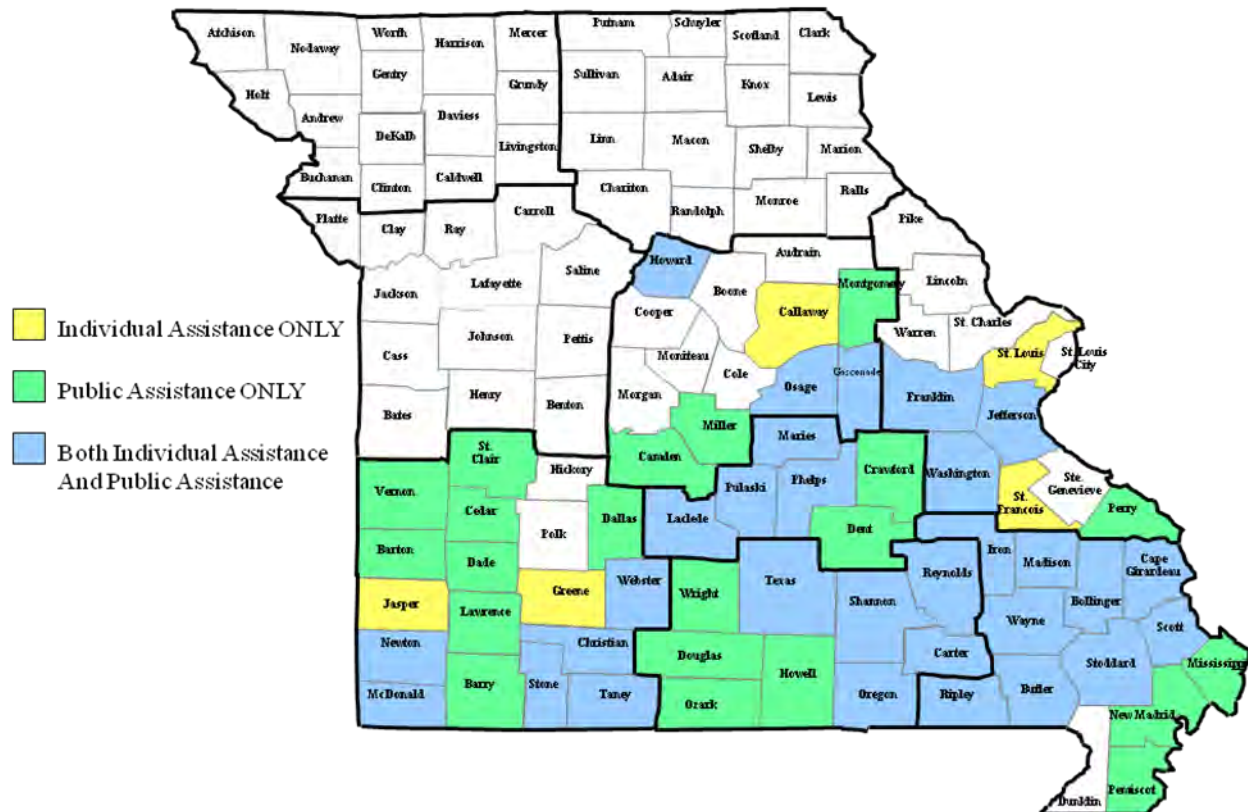 Atchison
Nodaway
Worth
Harrison
Mercer
Putnam
Schuyler
Scotland
Clark
Holt
Gentry
Grundy
Sullivan
Adair
Knox
Lewis
Andrew
DeKalb
Daviess
Livingston
Linn
Macon
Shelby
Marion
Buchanan
Clinton
Caldwell
Chariton
Randolph
Monroe
Ralls
Platte
Clay
Ray
Carroll
Pike
Howard
Audrain
Saline
Boone
Montgomery
Lincoln
Jackson
Lafayette
Cooper
Callaway
Warren
St. Charles
Individual Assistance ONLY
Johnson
Pettis
Cass
Moniteau
Cole
Osage
Gasconade
Franklin
St. Louis
St. Louis
City
Public Assistance ONLY
Bates
Henry
Benton
Morgan
Miller
Jefferson
Both Individual Assistance
And Public Assistance
St.
Clair
Hickory
Camden
Maries
Crawford
Washington
Ste.
Genevieve
Vernon
Cedar
Dallas
Laclede
Pulaski
Phelps
Dent
St.
Francois
Perry
Barton
Dade
Polk
Iron
Madison
Cape
Girardeau
Jasper
Lawrence
Greene
Webster
Wright
Texas
Shannon
Reynolds
Bollinger
Wayne
Scott
Newton
Christian
Douglas
Howell
Carter
Stoddard
Mississippi
McDonald
Barry
Stone
Taney
Ozark
Oregon
Ripley
Butler
New Madrid
Pemiscot
Dunklin